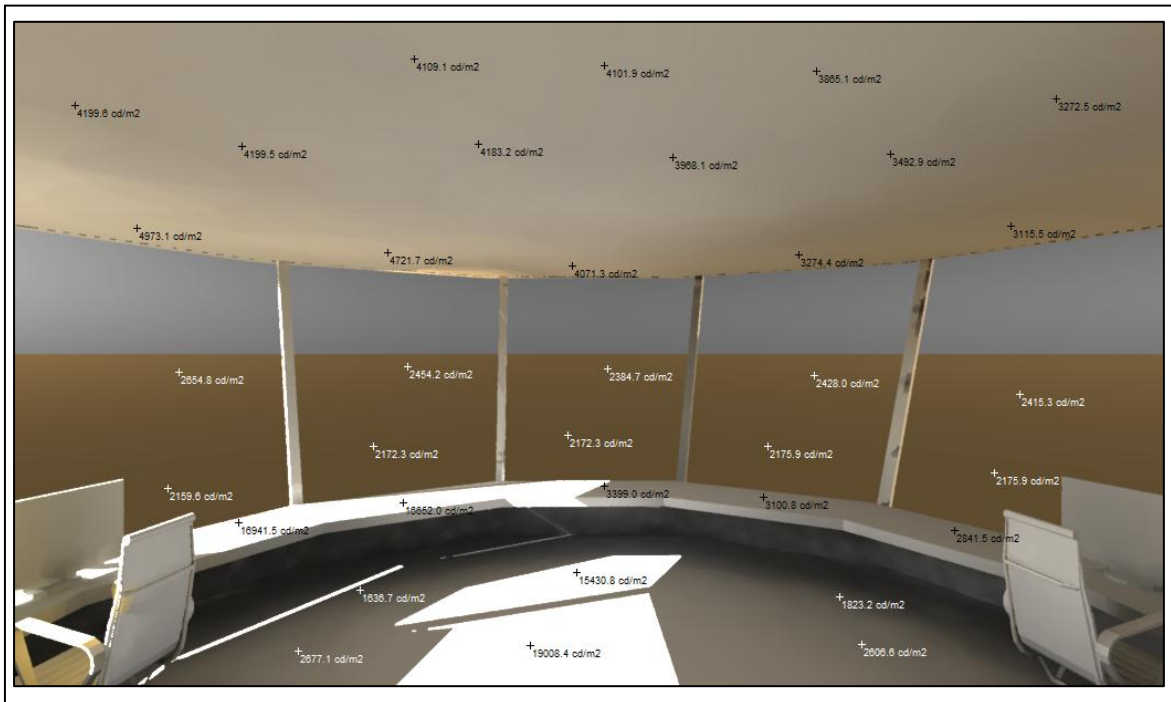 4109.1 cd/m2
4101.9 cd/m2
3865.1 cd/m2
4199.6 cd/m2
3272.5 cd/m2
4199.5 cd/m2
4183.2 cd/m2
3968.1 cd/m2
3492.9 cd/m2
4973.1 cd/m2
4721.7 cd/m2
4071.3 cd/m2
3274.4 cd/m2
3115.5 cd/m2
2654.8 cd/m2
2454.2 cd/m2
2384.7 cd/m2
2428.0 cd/m2
2415.3 cd/m2
2172.3 cd/m2
2172.3 cd/m2
2175.9 cd/m2
2159.6 cd/m2
2175.9 cd/m2
16941.5 cd/m2
16652.0 cd/m2
3399.0 cd/m2
3100.8 cd/m2
2841.5 cd/m2
1636.7 cd/m2
15430.8 cd/m2
1823.2 cd/m2
2677.1 cd/m2
19008.4 cd/m2
2606.6 cd/m2